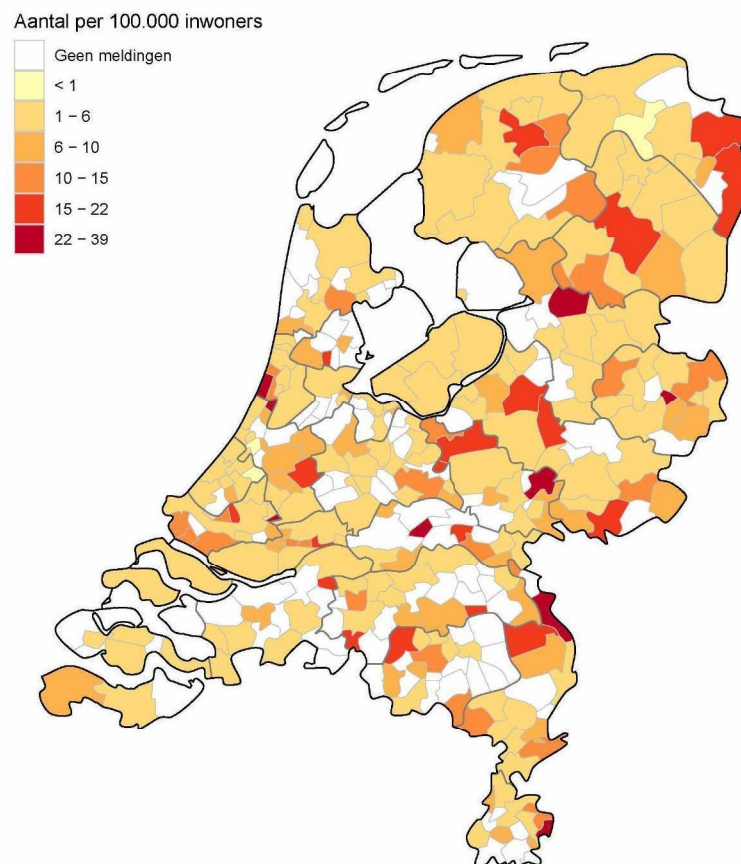 Aantal per 100.000 inwoners
Geen meldingen
< 1
1 – 6
6 – 10
10 – 15
15 – 22
22 – 39